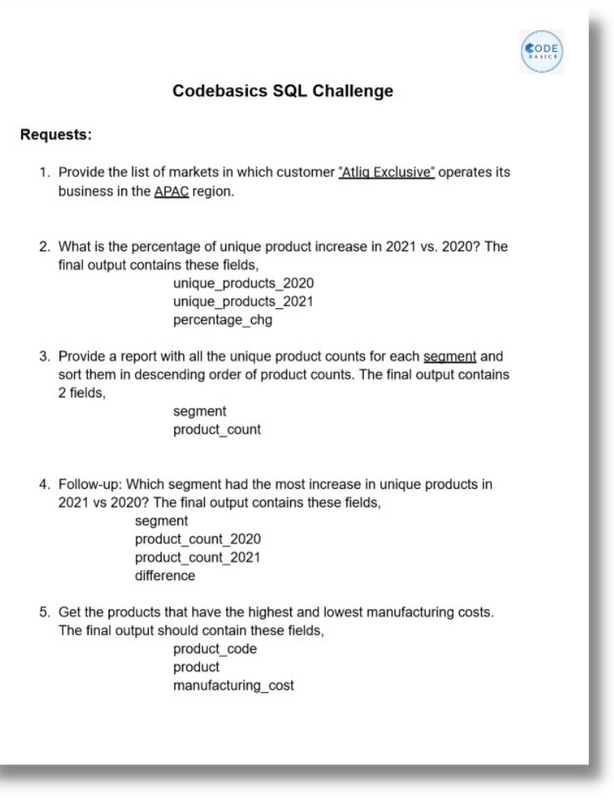 CODE
BASICS
Codebasics SQL Challenge
Requests:
1. Provide the list of markets in which customer "Atliq Exclusive" operates its
business in the APAC region.
2. What is the percentage of unique product increase in 2021 vs. 2020? The
final output contains these fields,
unique_products_2020
unique_products_2021
percentage_chg
3. Provide a report with all the unique product counts for each segment and
sort them in descending order of product counts. The final output contains
2 fields,
segment
product_count
4. Follow-up: Which segment had the most increase in unique products in
2021 vs 2020? The final output contains these fields,
segment
product_count_2020
product_count_2021
difference
5. Get the products that have the highest and lowest manufacturing costs.
The final output should contain these fields,
product_code
product
manufacturing_cost